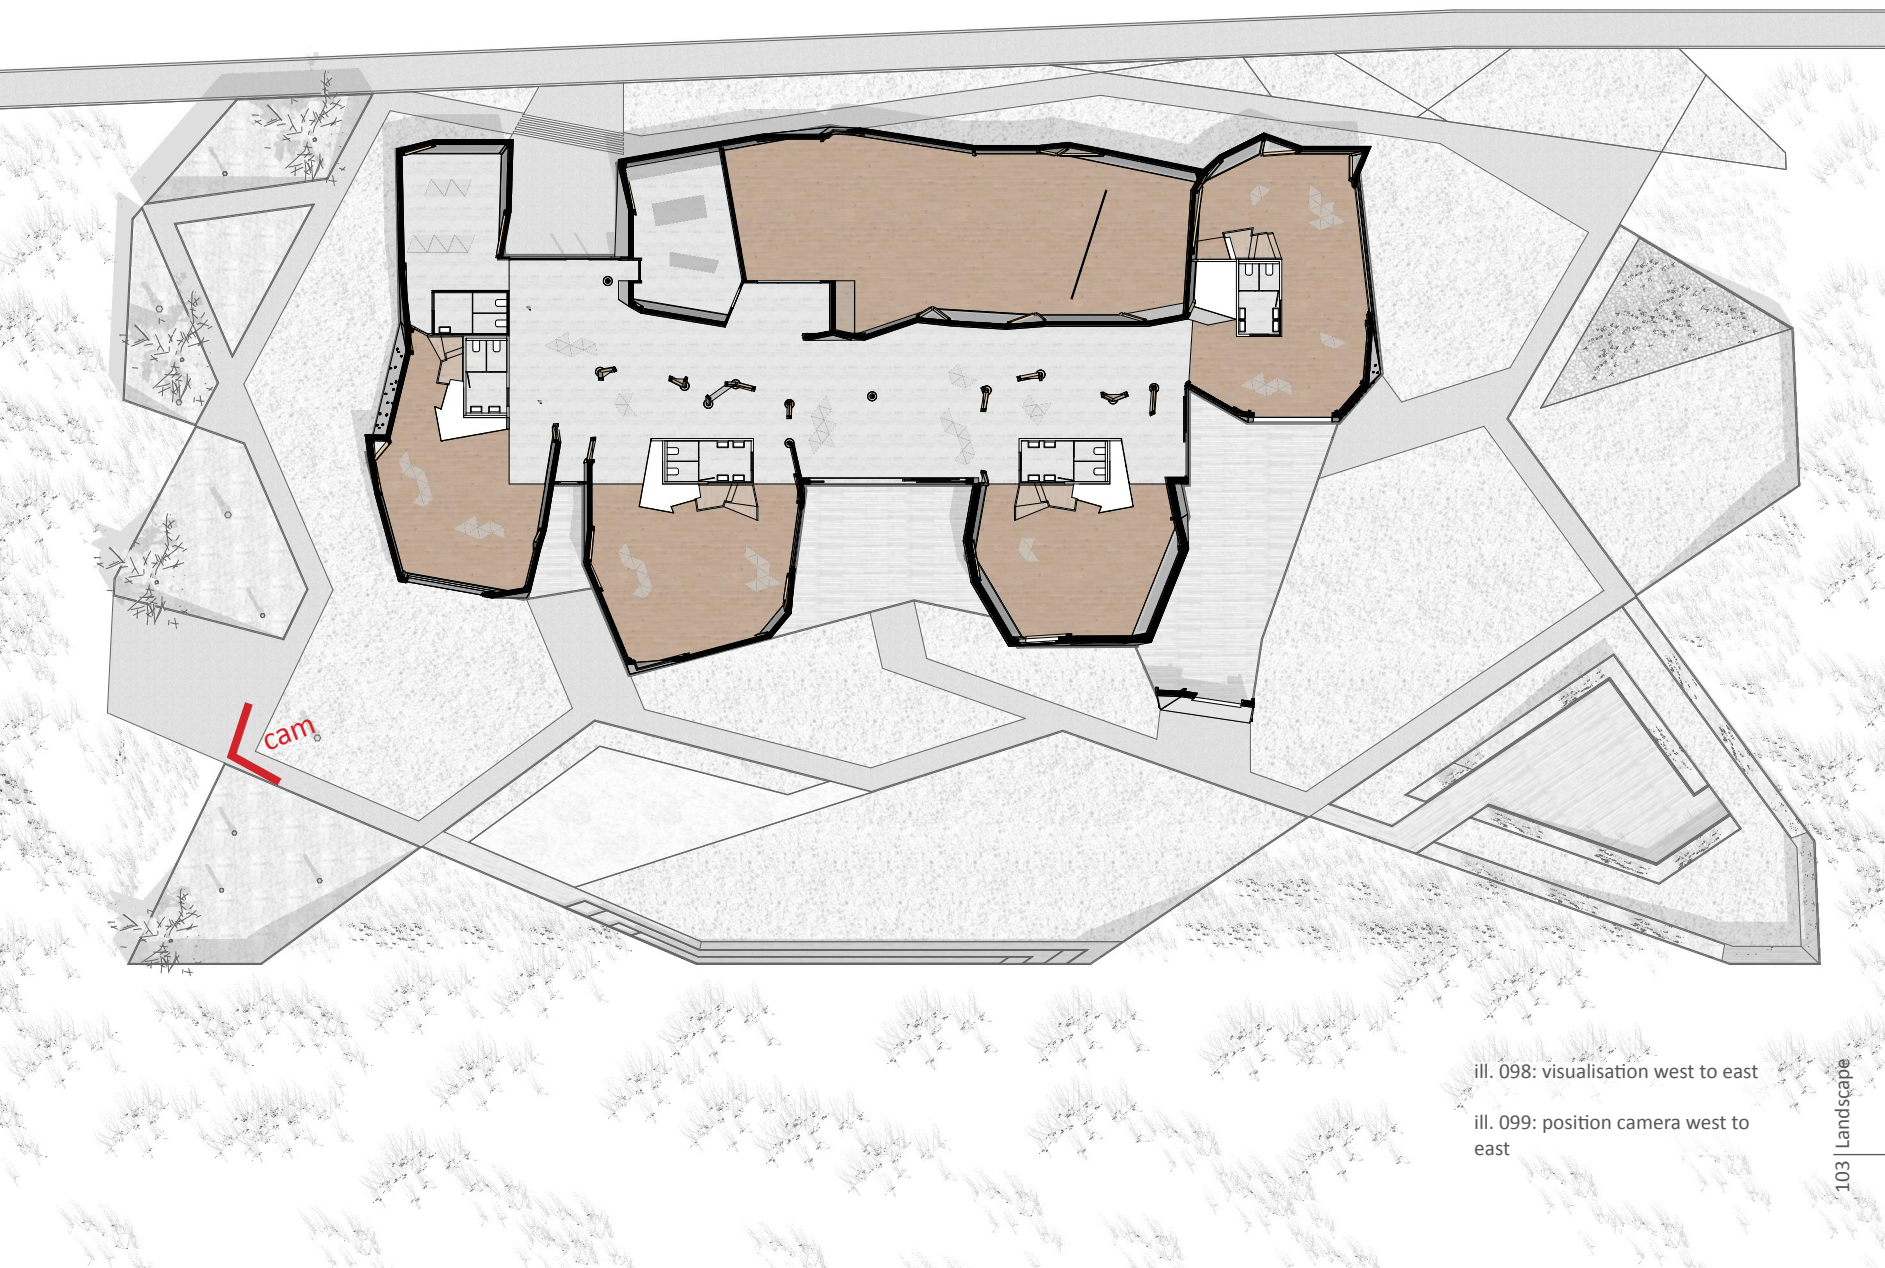 cam
ill. 098: visualisation west to east
ill. 099: position camera west to
east
103 | Landscape